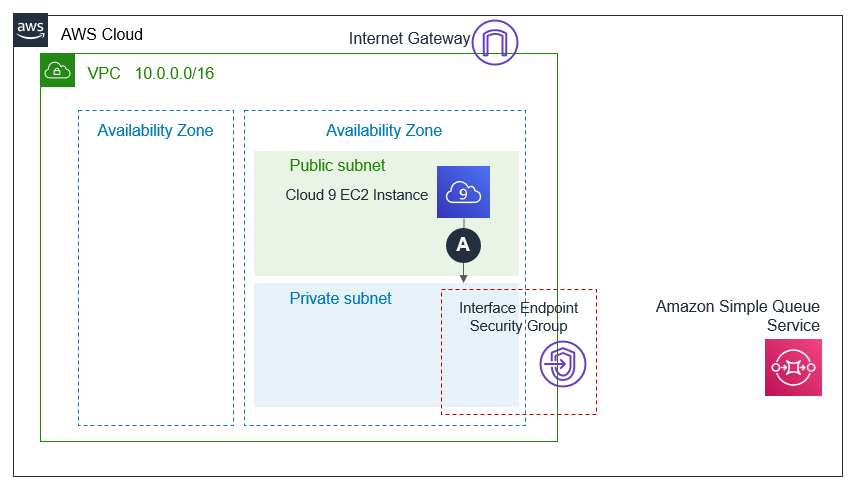 aws
AWS Cloud
Internet Gateway
VPC 10.0.0.0/16
Availability Zone
Availability Zone
Public subnet
Cloud 9 EC2 Instance
9
A
Private subnet
Interface Endpoint
Security Group
Amazon Simple Queue
Service